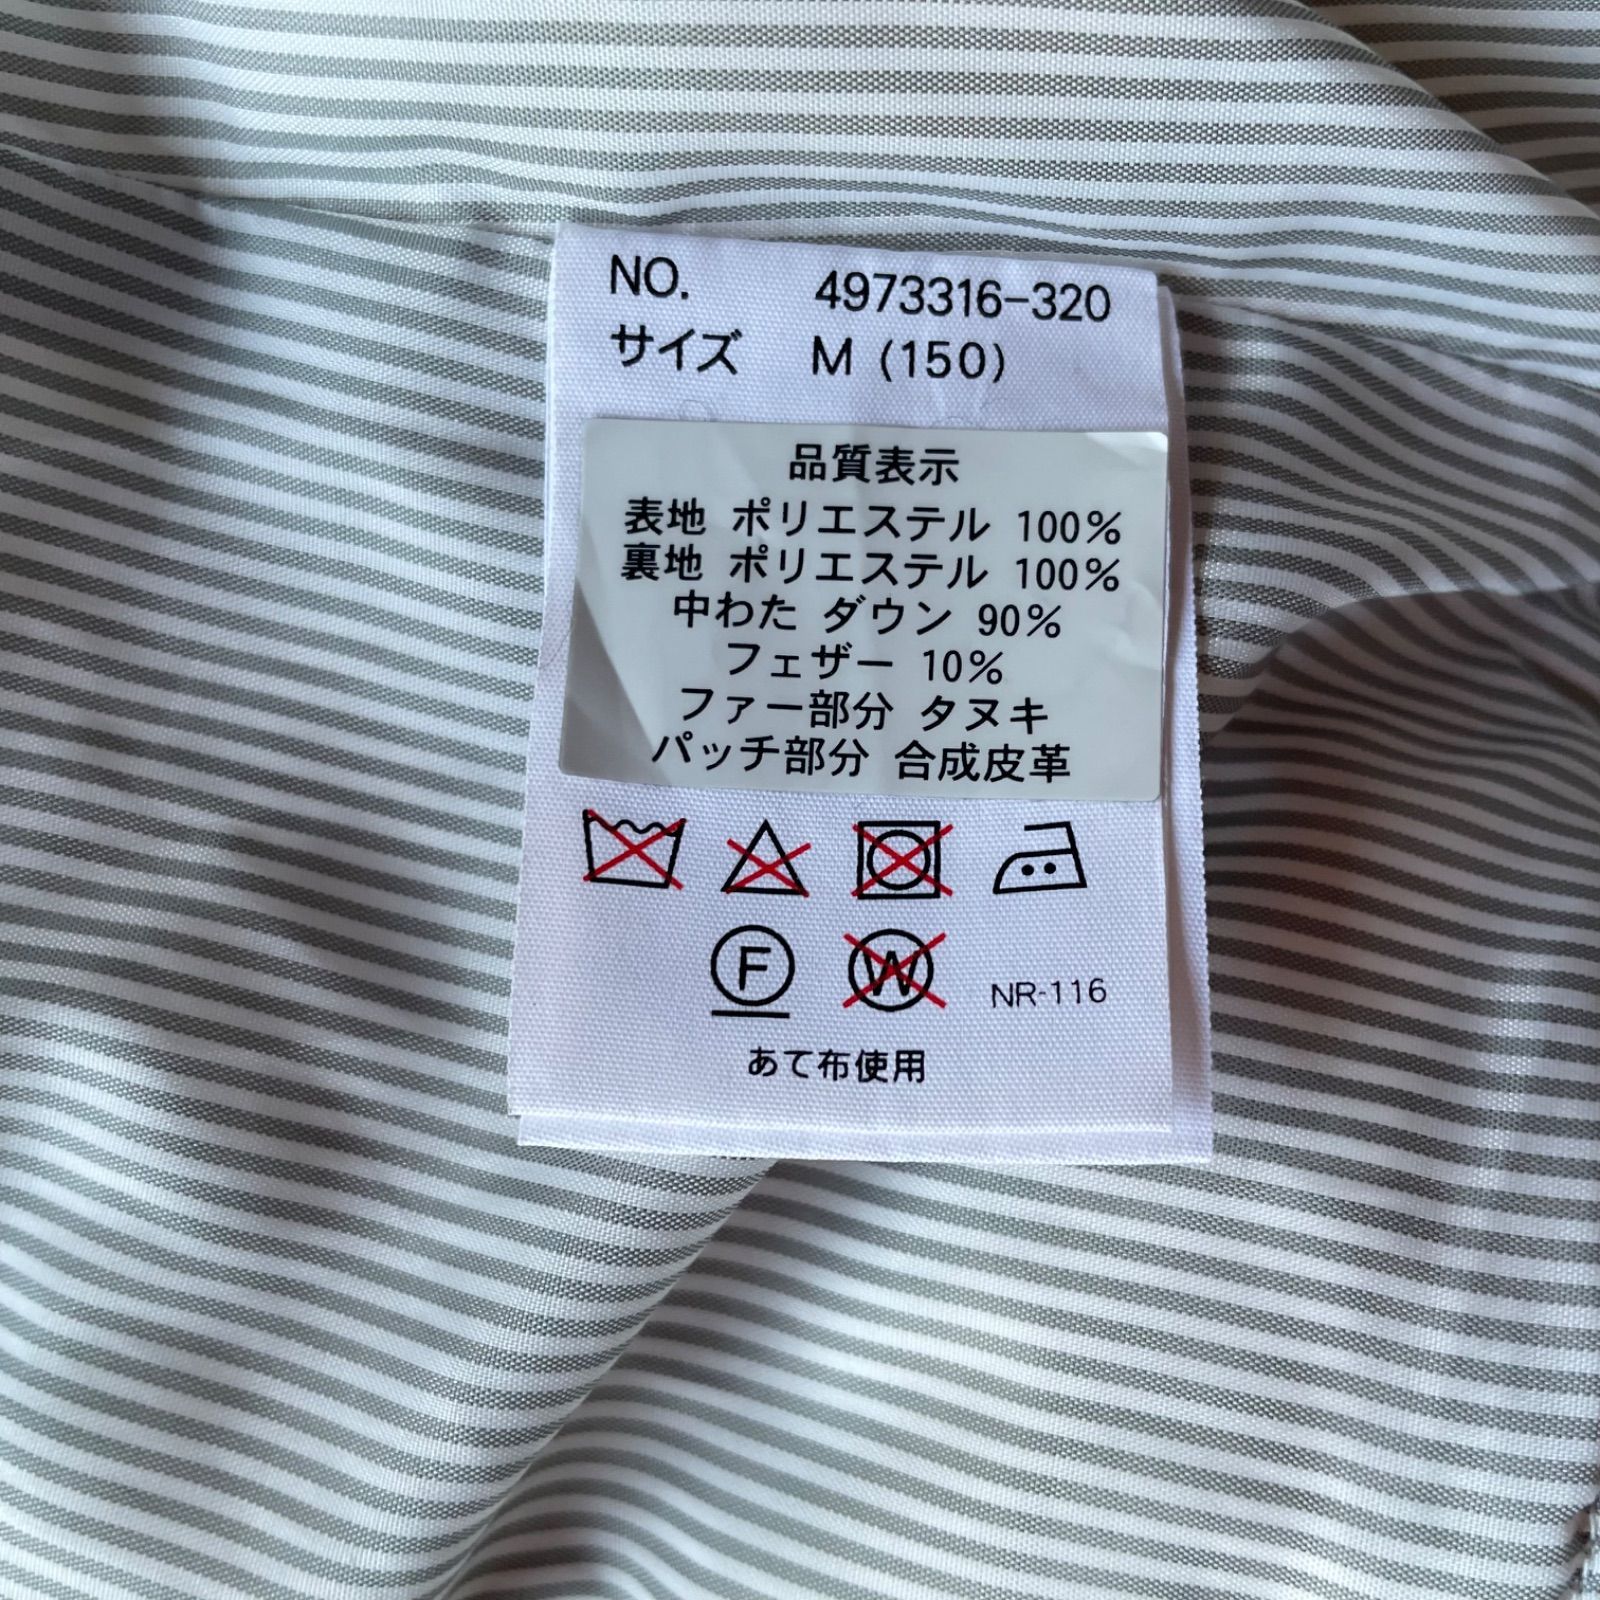 NO. 4973316-320
サイズ M (150)
品質表示
表地 ポリエステル 100%
裏地 ポリエステル 100%
中わた ダウン 90%
フェザー 10%
ファー部分 タヌキ
パッチ部分 合成皮革
F W NR-116
あて布使用